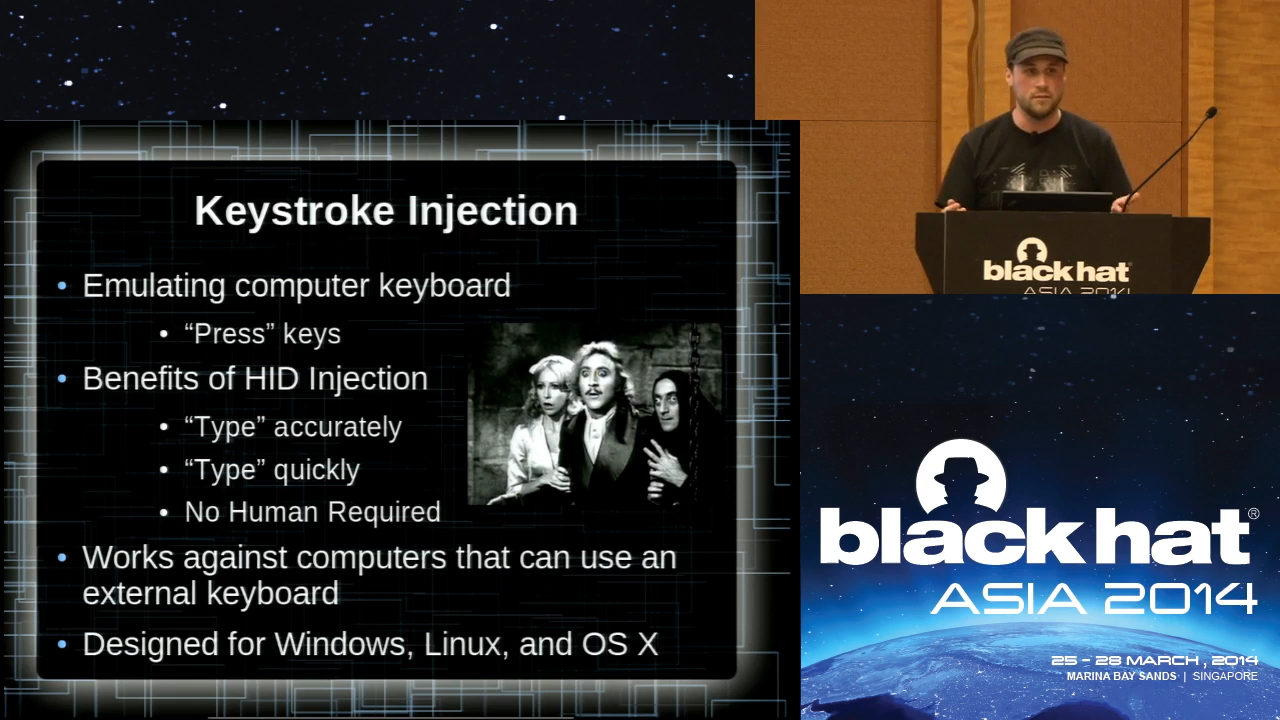 Keystroke Injection
• Emulating computer keyboard
• “Press” keys
• Benefits of HID Injection
• “Type” accurately
• “Type” quickly
• No Human Required
• Works against computers that can use an
external keyboard
• Designed for Windows, Linux, and OS X
black hat
ASIA 2014
black hat®
ASIA 2014
25 - 28 MARCH , 2014
MARINA BAY SANDS | SINGAPORE